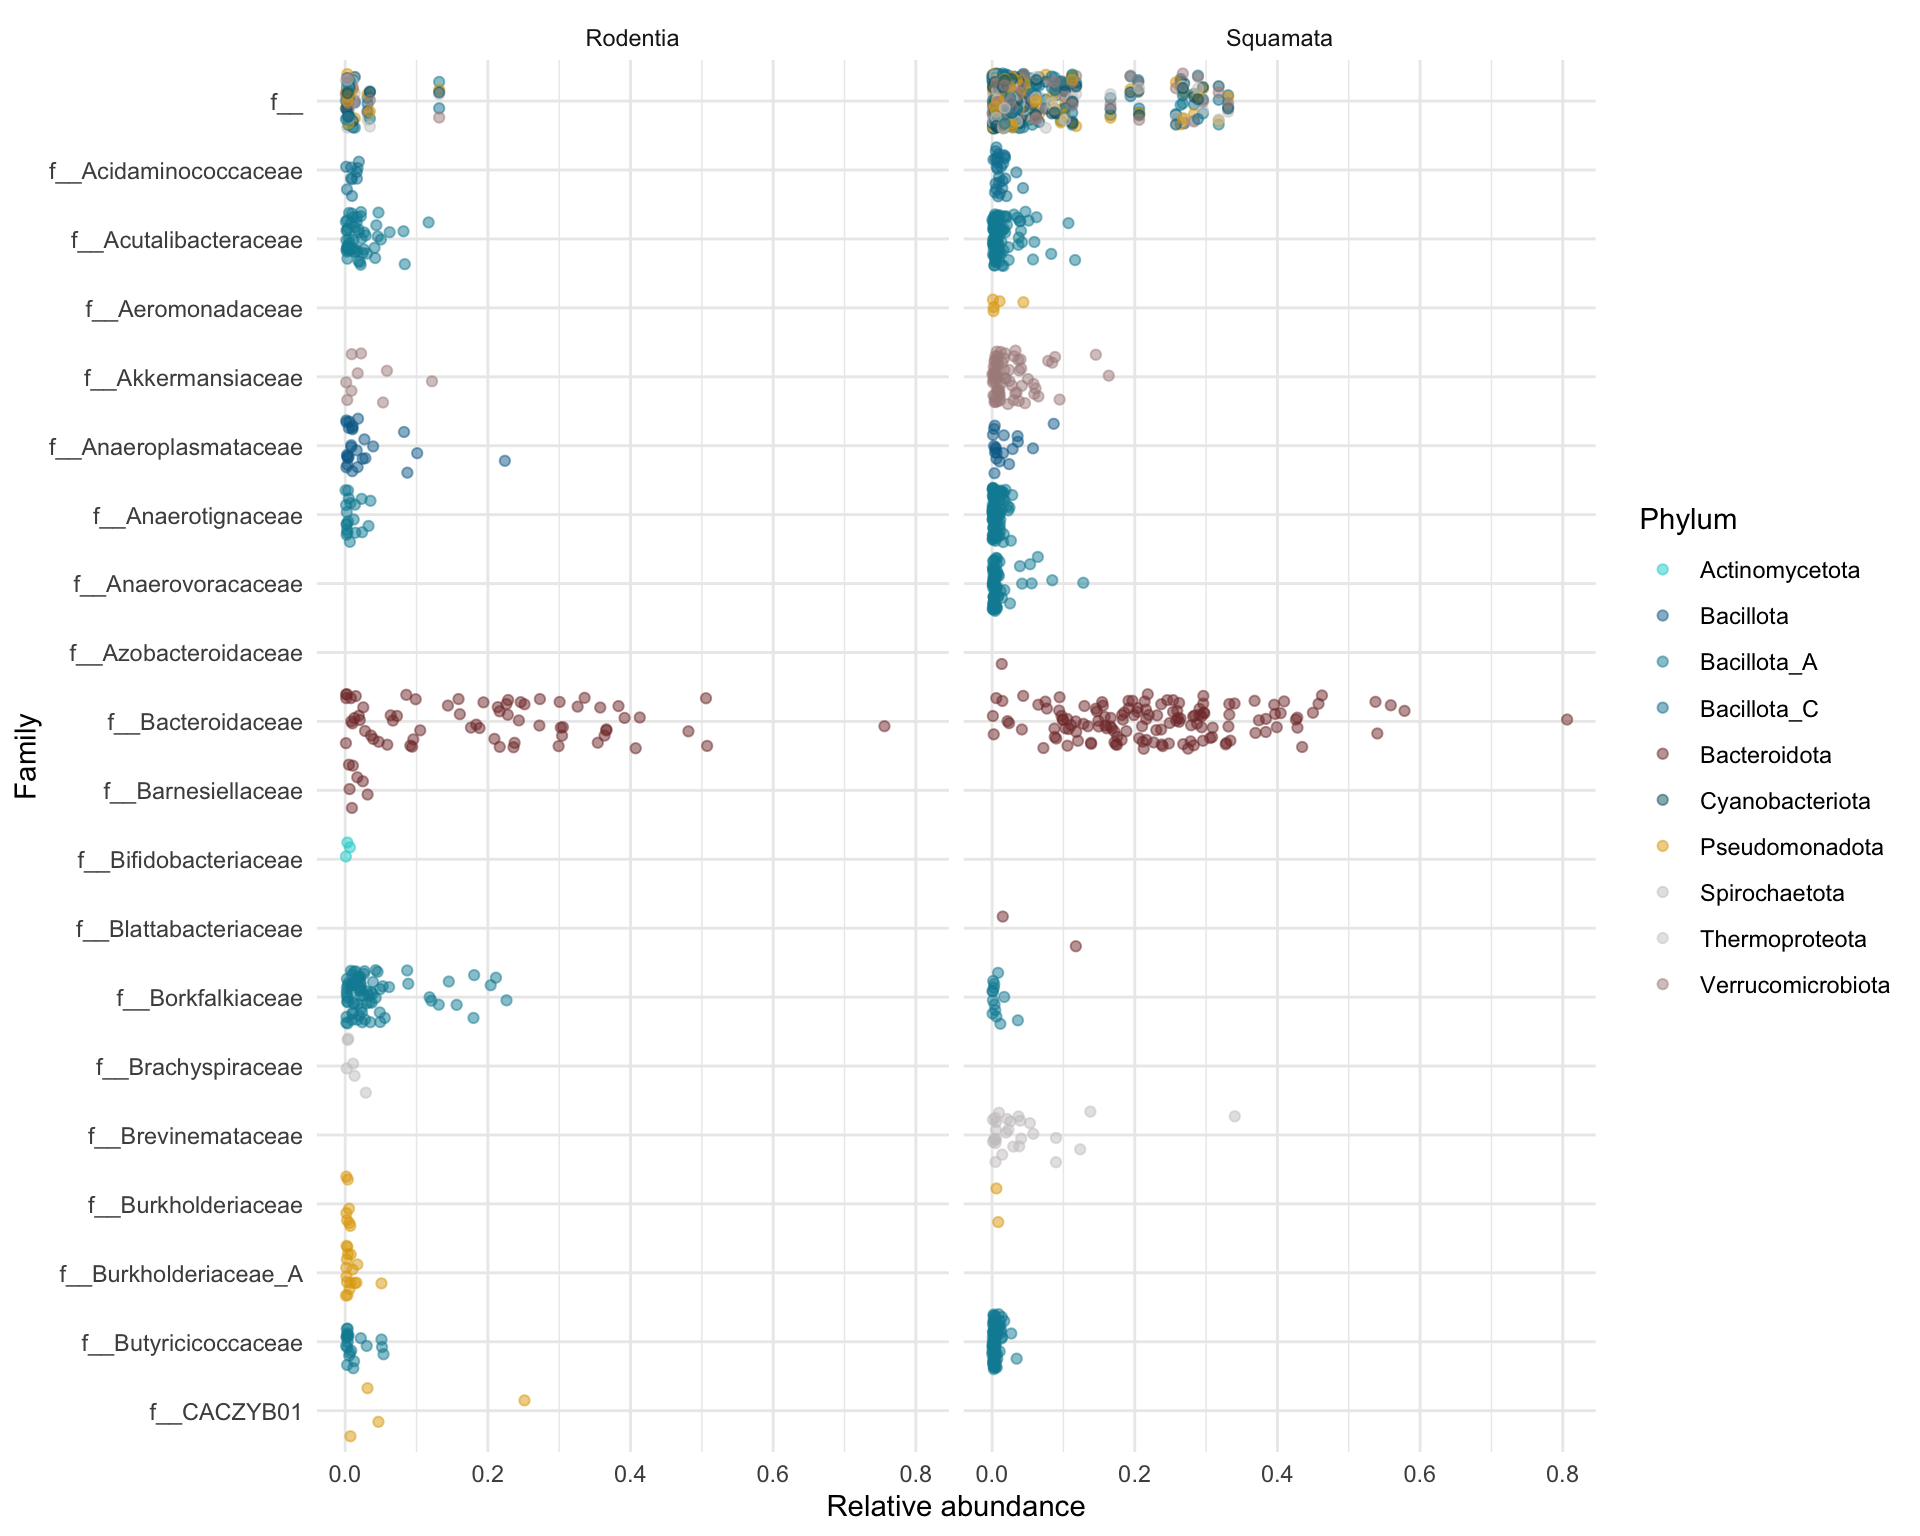 Rodentia
Squamata
f__
f__Acidaminococcaceae
f__Acutalibacteraceae
f__Aeromonadaceae
f__Akkermansiaceae
f__Anaeroplasmataceae
f__Anaerotignaceae
f__Anaerovoracaceae
f__Azobacteroidaceae
f__Bacteroidaceae
f__Barnesiellaceae
f__Bifidobacteriaceae
f__Blattabacteriaceae
f__Borkfalkiaceae
f__Brachyspiraceae
f__Brevinemataceae
f__Burkholderiaceae
f__Burkholderiaceae_A
f__Butyricicoccaceae
f__CACZYB01
Family
0.0 0.2 0.4 0.6 0.8
0.0 0.2 0.4 0.6 0.8
Relative abundance
Phylum
Actinomycetota
Bacillota
Bacillota_A
Bacillota_C
Bacteroidota
Cyanobacteriota
Pseudomonadota
Spirochaetota
Thermoproteota
Verrucomicrobiota